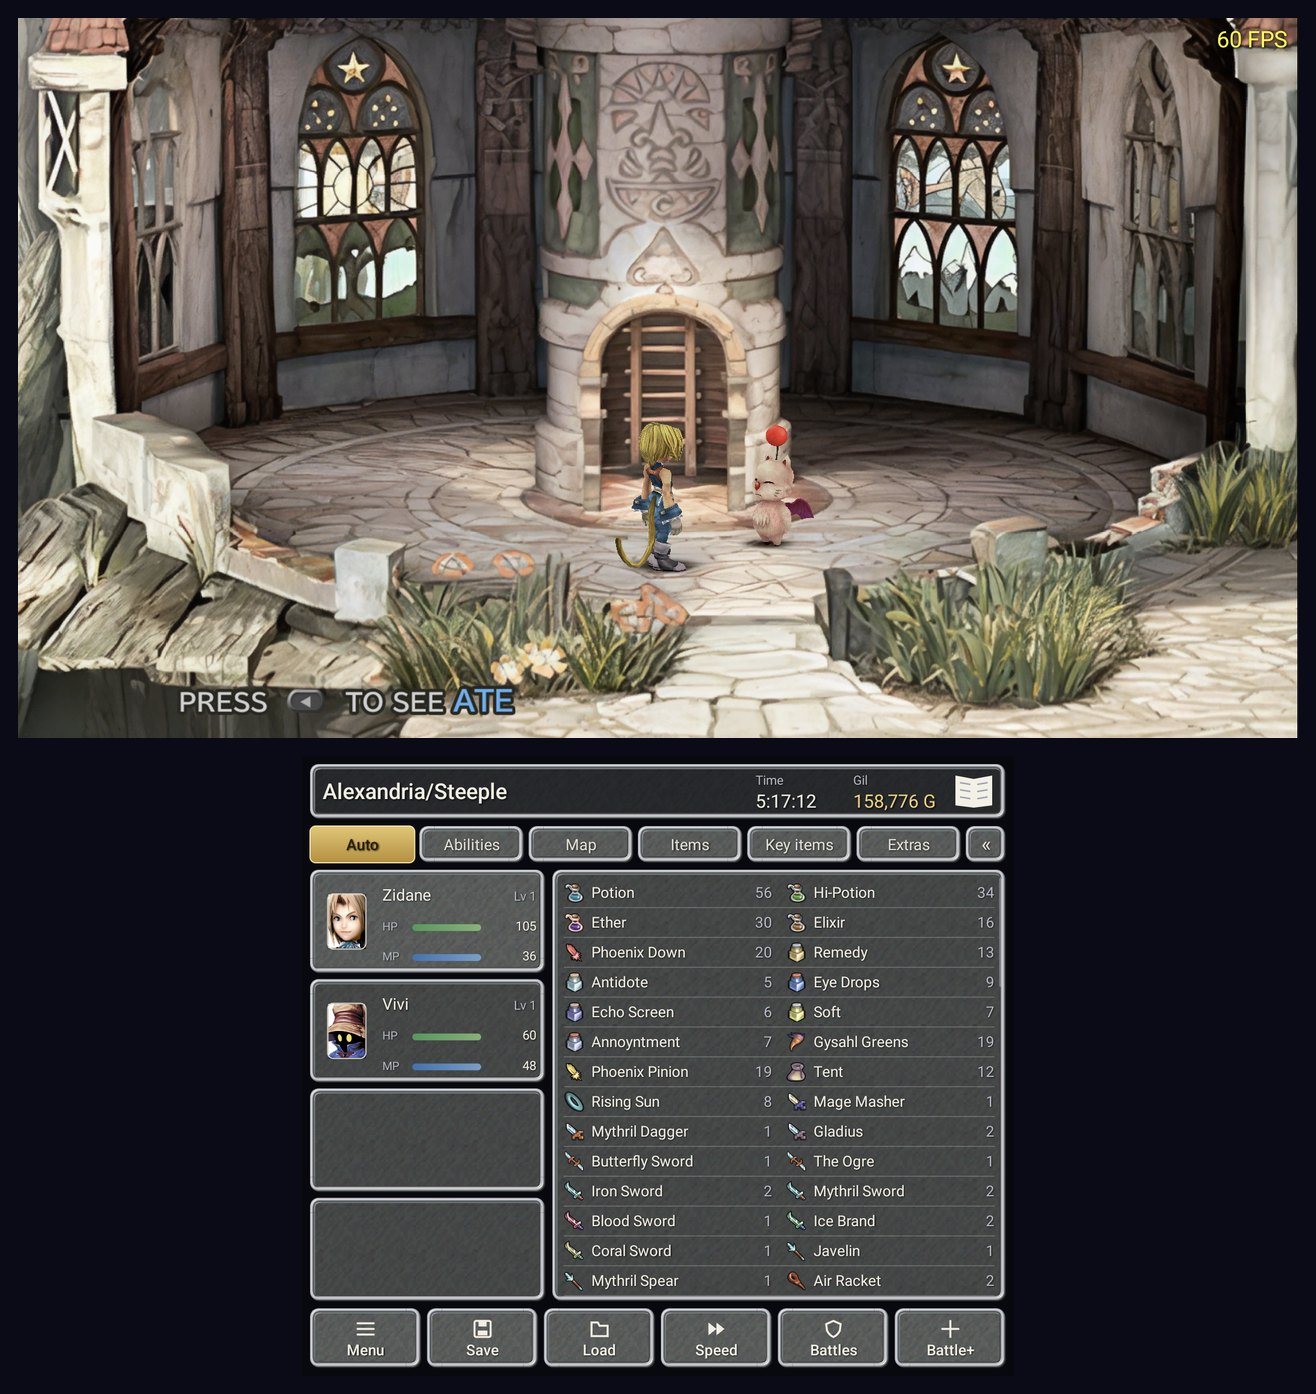 60 FPS
PRESS ◀ TO SEE ATE
Alexandria/Steeple
Time
5:17:12
Gil
158,776 G
Auto
Abilities
Map
Items
Key items
Extras
«
Zidane Lv 1
HP 105
MP 36
Vivi Lv 1
HP 60
MP 48
Potion 56 Hi-Potion 34
Ether 30 Elixir 16
Phoenix Down 20 Remedy 13
Antidote 5 Eye Drops 9
Echo Screen 6 Soft 7
Annoyntment 7 Gysahl Greens 19
Phoenix Pinion 19 Tent 12
Rising Sun 8 Mage Masher 1
Mythril Dagger 1 Gladius 2
Butterfly Sword 1 The Ogre 1
Iron Sword 2 Mythril Sword 2
Blood Sword 1 Ice Brand 2
Coral Sword 1 Javelin 1
Mythril Spear 1 Air Racket 2
Menu
Save
Load
Speed
Battles
Battle+